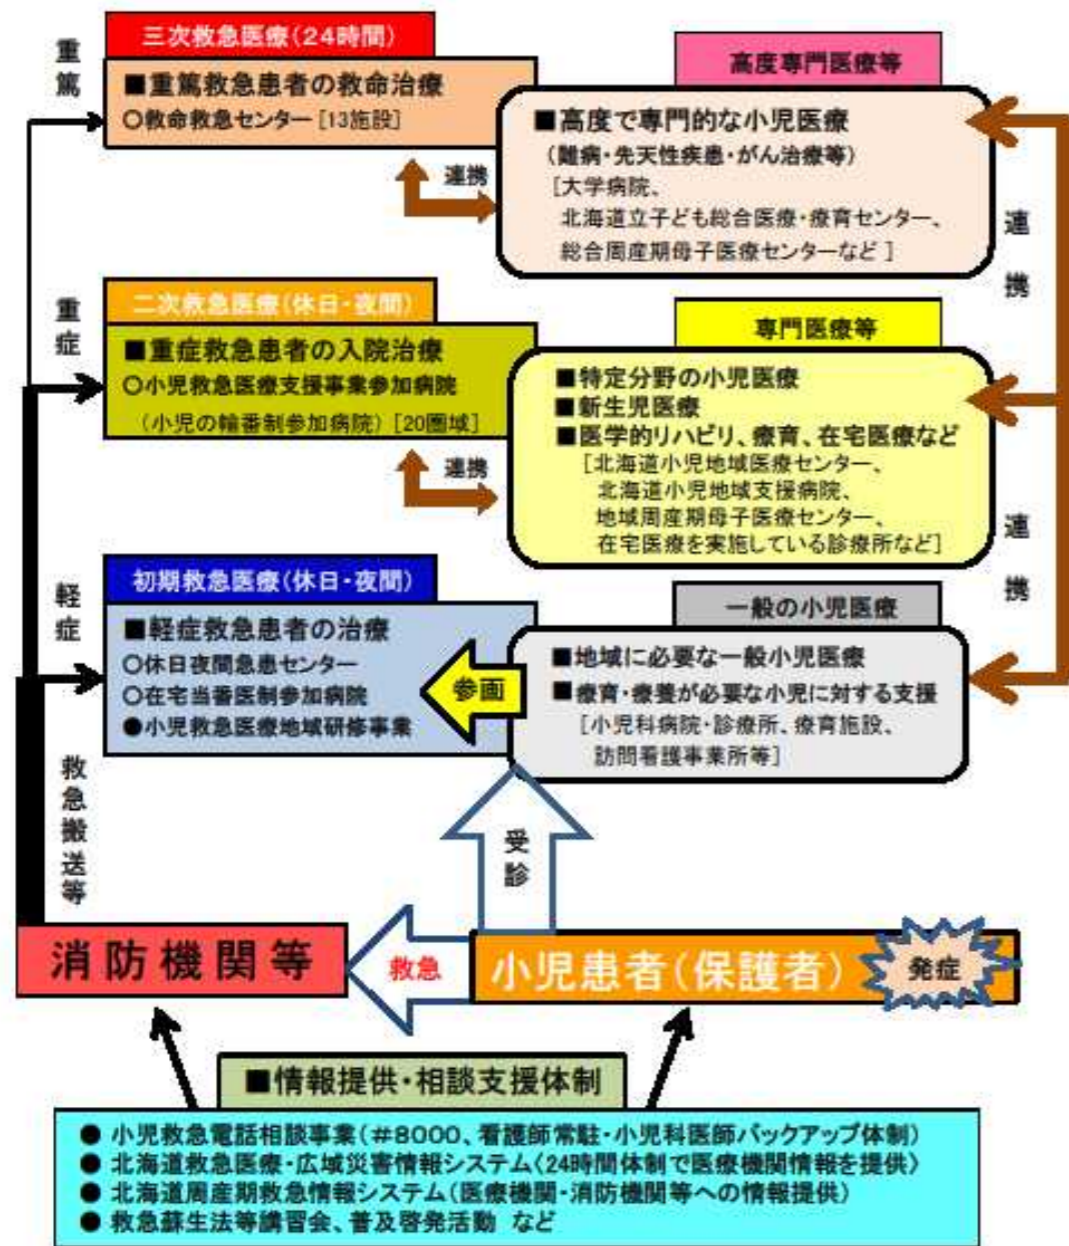 重篤
三次救急医療(24時間)
■重篤救急患者の救命治療
○救命救急センター [13施設]
高度専門医療等
■高度で専門的な小児医療
(難病・先天性疾患・がん治療等)
[大学病院、
北海道立子ども総合医療・療育センター、
総合周産期母子医療センターなど ]
連携
連携
重症
二次救急医療(休日・夜間)
■重症救急患者の入院治療
○小児救急医療支援事業参加病院
(小児の輪番制参加病院) [20圏域]
専門医療等
■特定分野の小児医療
■新生児医療
■医学的リハビリ、療育、在宅医療など
[北海道小児地域医療センター、
北海道小児地域支援病院、
地域周産期母子医療センター、
在宅医療を実施している診療所など]
連携
連携
軽症
初期救急医療(休日・夜間)
■軽症救急患者の治療
○休日夜間急患センター
○在宅当番医制参加病院
●小児救急医療地域研修事業
参画
一般の小児医療
■地域に必要な一般小児医療
■療育・療養が必要な小児に対する支援
[小児科病院・診療所、療育施設、
訪問看護事業所等]
救急搬送等
受診
消防機関等
救急
小児患者(保護者)
発症
■情報提供・相談支援体制
● 小児救急電話相談事業(#8000、看護師常駐・小児科医師バックアップ体制)
● 北海道救急医療・広域災害情報システム(24時間体制で医療機関情報を提供)
● 北海道周産期救急情報システム(医療機関・消防機関等への情報提供)
● 救急蘇生法等講習会、普及啓発活動 など